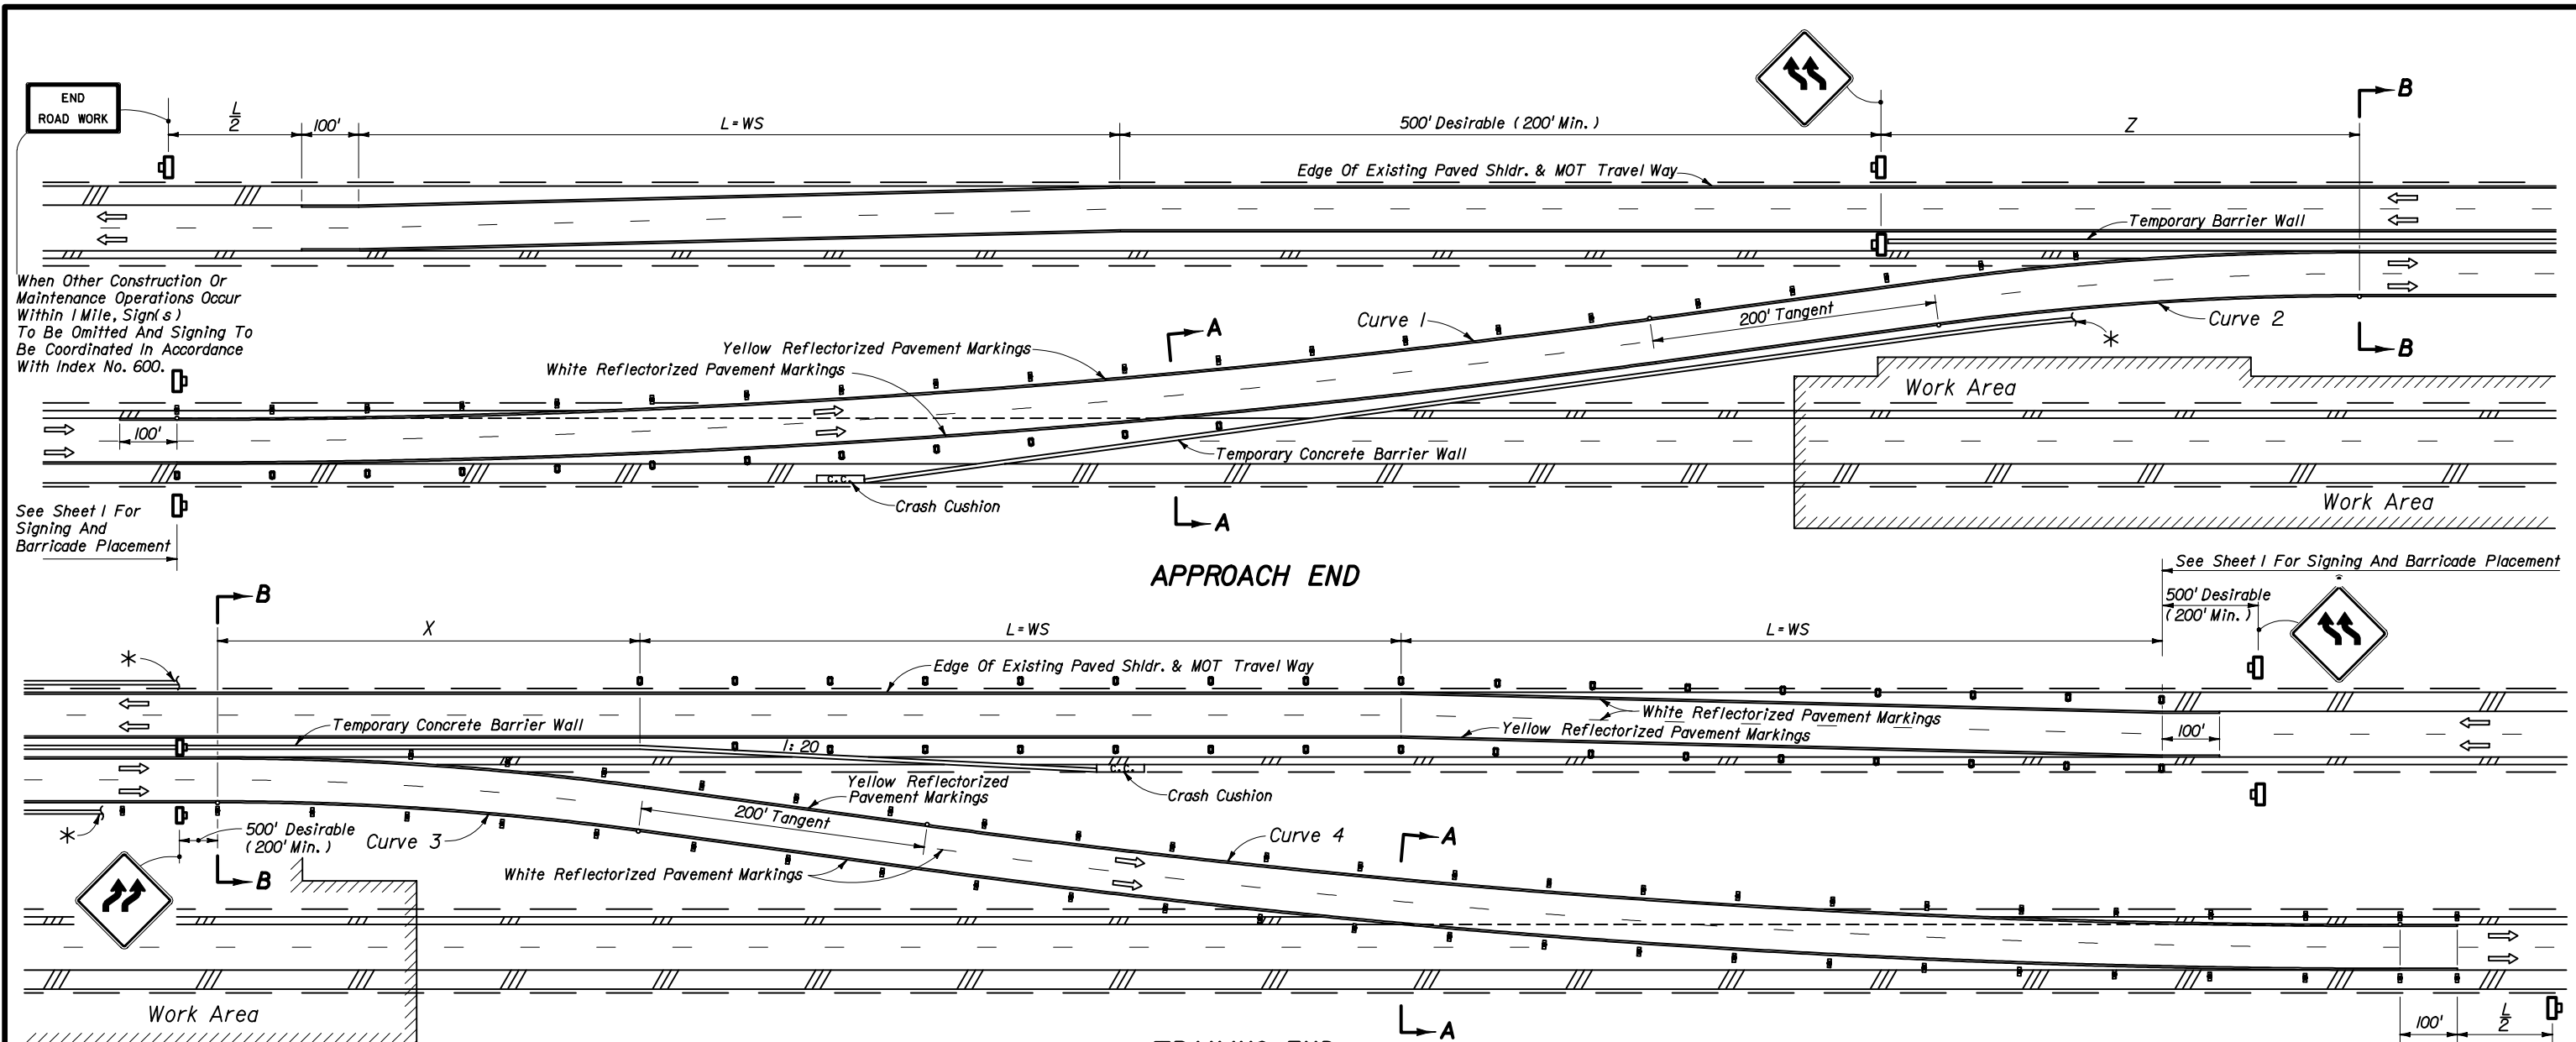 END
ROAD WORK
L/2
100'
L=WS
500' Desirable (200' Min.)
Z
B
Edge Of Existing Paved Shldr. & MOT Travel Way
Temporary Barrier Wall
When Other Construction Or
Maintenance Operations Occur
Within 1 Mile, Sign(s)
To Be Omitted And Signing To
Be Coordinated In Accordance
With Index No. 600.
A
Curve 1
200' Tangent
Curve 2
*
B
Yellow Reflectorized Pavement Markings
White Reflectorized Pavement Markings
Work Area
100'
Temporary Concrete Barrier Wall
C.C.
Crash Cushion
A
Work Area
See Sheet 1 For
Signing And
Barricade Placement
APPROACH END
See Sheet 1 For Signing And Barricade Placement
B
500' Desirable
(200' Min.)
X
L=WS
L=WS
*
Edge Of Existing Paved Shldr. & MOT Travel Way
Temporary Concrete Barrier Wall
White Reflectorized Pavement Markings
Yellow Reflectorized Pavement Markings
100'
1:20
C.C.
Yellow Reflectorized
Pavement Markings
Crash Cushion
200' Tangent
*
500' Desirable
(200' Min.)
Curve 3
Curve 4
A
B
White Reflectorized Pavement Markings
Work Area
A
100'
L/2
TRAILING END